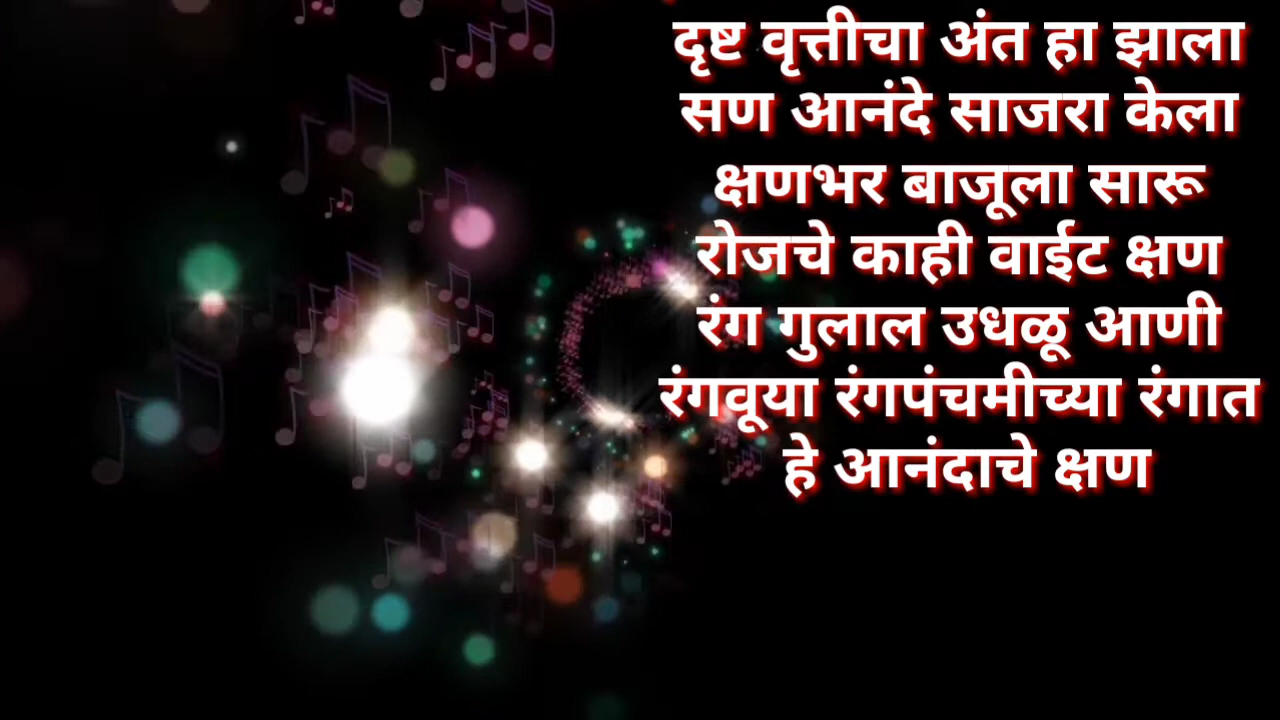 दृष्ट वृत्तीचा अंत हा झाला
सण आनंदे साजरा केला
क्षणभर बाजूला सारू
रोजचे काही वाईट क्षण
रंग गुलाल उधळू आणी
रंगवूया रंगपंचमीच्या रंगात
हे आनंदाचे क्षण